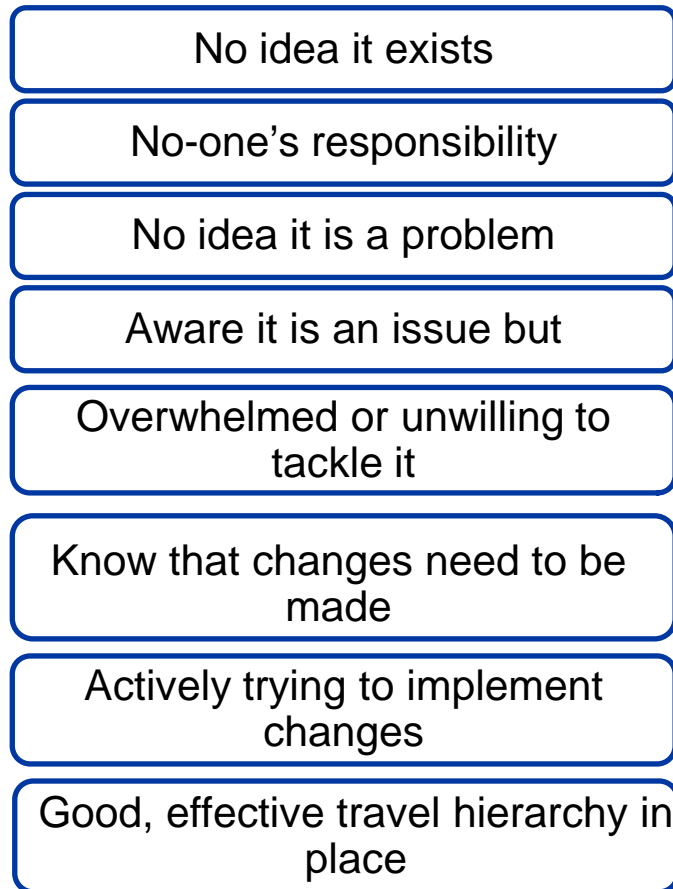 No idea it exists
No-one's responsibility
No idea it is a problem
Aware it is an issue but
Overwhelmed or unwilling to
tackle it
Know that changes need to be
made
Actively trying to implement
changes
Good, effective travel hierarchy in
place